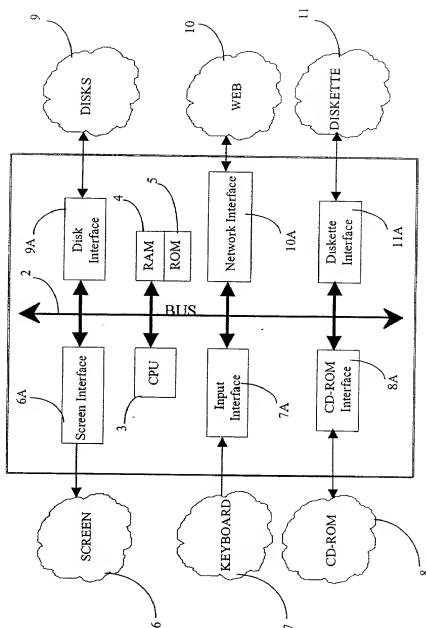 9
2
9A
6A
SCREEN
Screen Interface
Disk
Interface
DISKS
6
4
5
3
CPU
BUS
RAM
ROM
10
KEYBOARD
Input
Interface
Network Interface
WEB
7
7A
10A
11
CD-ROM
CD-ROM
Interface
Diskette
Interface
DISKETTE
8
8A
11A